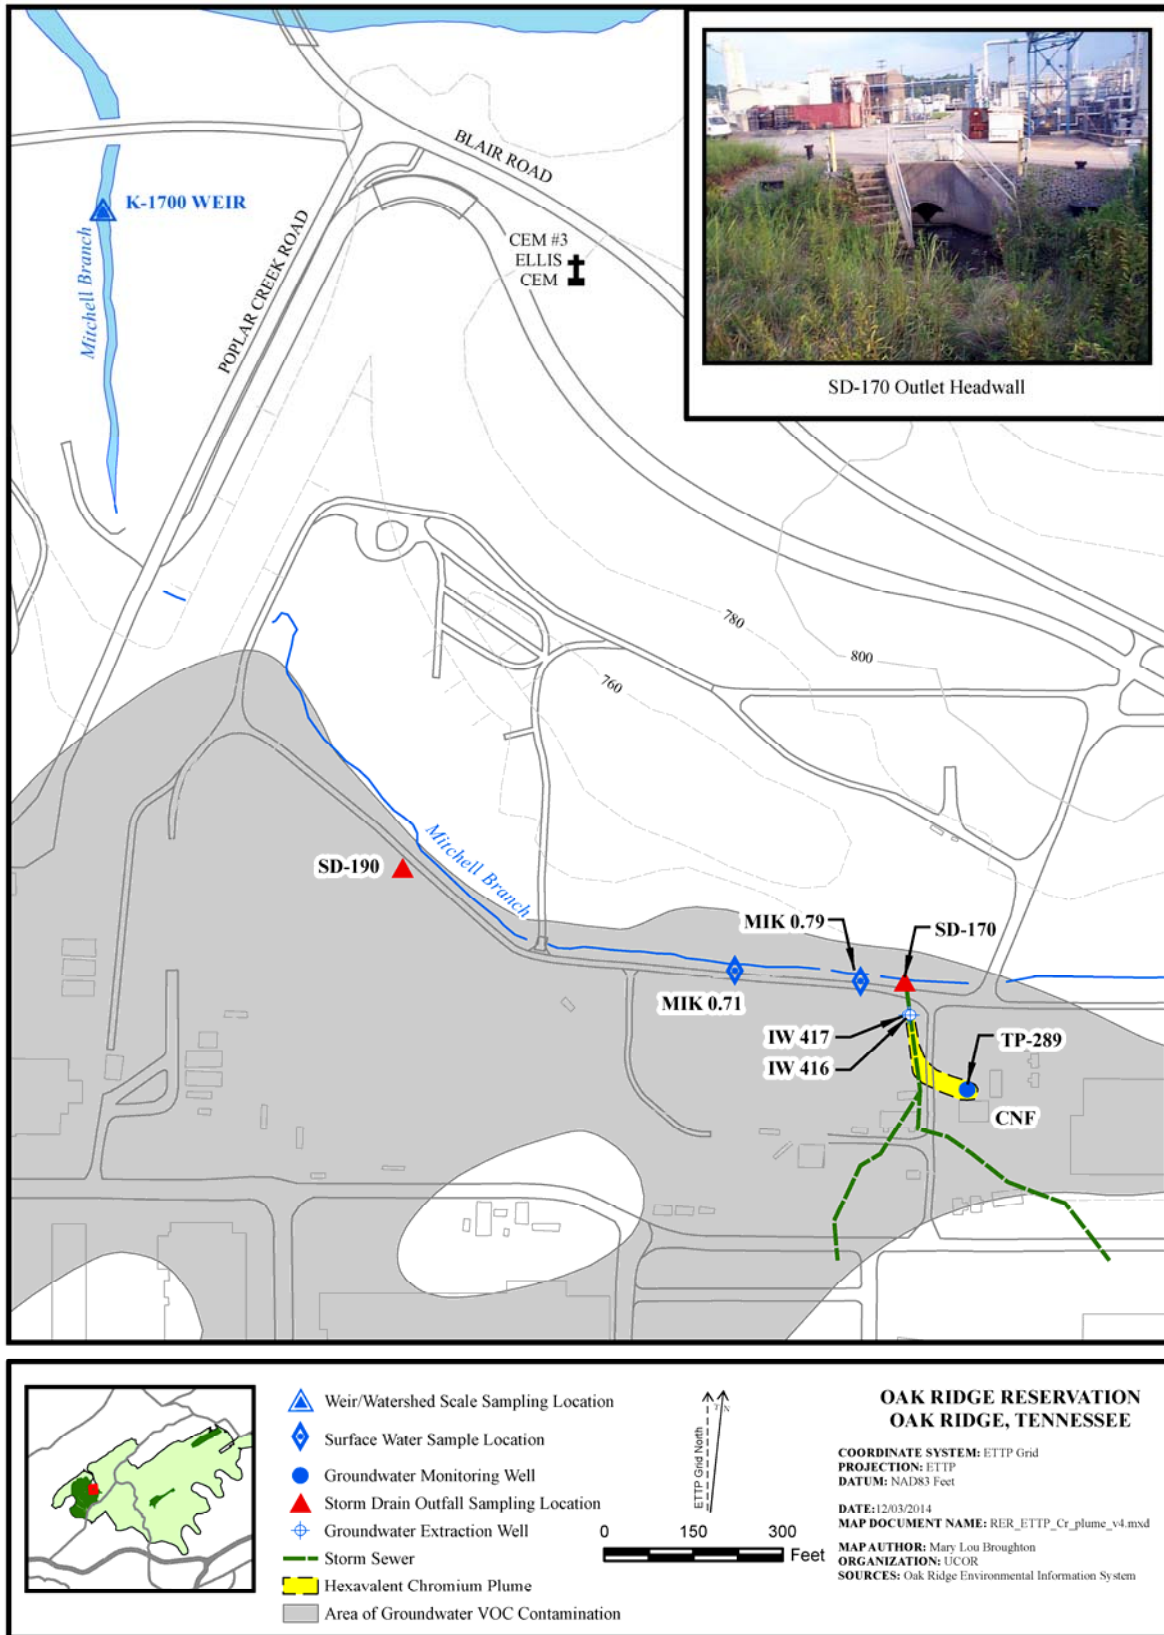 BLAIR ROAD
K-1700 WEIR
Mitchell Branch
POPLAR CREEK ROAD
CEM #3
ELLIS
CEM
SD-170 Outlet Headwall
780
800
760
SD-190
Mitchell Branch
MIK 0.79
SD-170
MIK 0.71
IW 417
IW 416
TP-289
CNF
Weir/Watershed Scale Sampling Location
Surface Water Sample Location
Groundwater Monitoring Well
Storm Drain Outfall Sampling Location
Groundwater Extraction Well
Storm Sewer
Hexavalent Chromium Plume
Area of Groundwater VOC Contamination
ETTP Grid North
T N
0 150 300
Feet
OAK RIDGE RESERVATION
OAK RIDGE, TENNESSEE
COORDINATE SYSTEM: ETTP Grid
PROJECTION: ETTP
DATUM: NAD83 Feet
DATE:12/03/2014
MAP DOCUMENT NAME: RER_ETTP_Cr_plume_v4.mxd
MAP AUTHOR: Mary Lou Broughton
ORGANIZATION: UCOR
SOURCES: Oak Ridge Environmental Information System